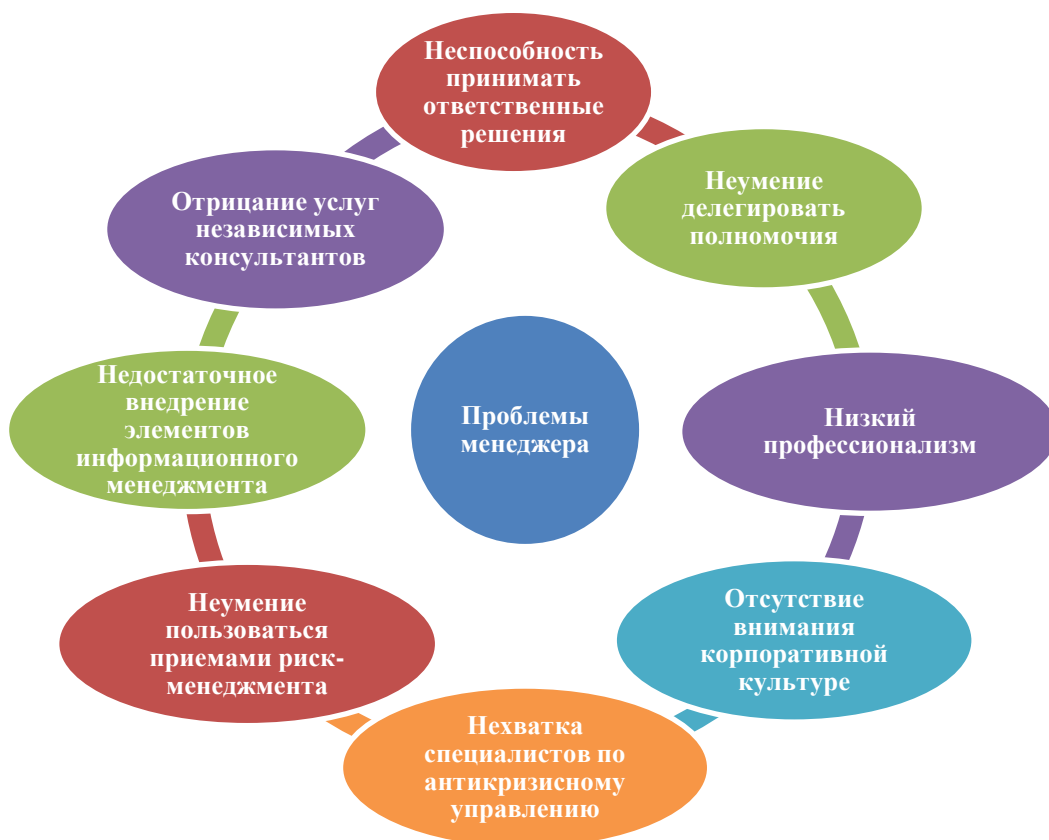 Неспособность
принимать
ответственные
решения
Неумение
делегировать
полномочия
Низкий
профессионализм
Отсутствие
внимания
корпоративной
культуре
Нехватка
специалистов по
антикризисному
управлению
Неумение
пользоваться
приемами риск-
менеджмента
Недостаточное
внедрение
элементов
информационного
менеджмента
Отрицание услуг
независимых
консультантов
Проблемы
менеджера